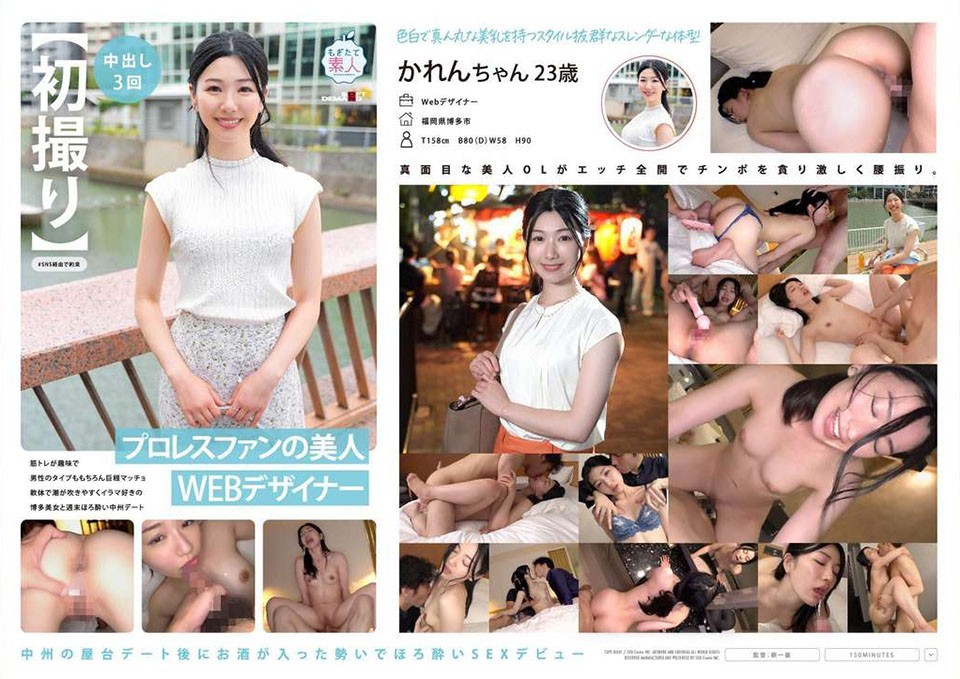 【初撮り】
中出し
3回
もぎたて
素人
#SNS経由で約束
プロレスファンの美人
WEBデザイナー
筋トレが趣味で
男性のタイプももちろん巨根マッチョ
軟体で潮が吹きやすくイラマ好きの
博多美女と週末ほろ酔い中州デート
色白で真ん丸な美乳を持つスタイル抜群なスレンダーな体型
かれんちゃん 23歳
Webデザイナー
福岡県博多市
T158㎝ B80(D) W58 H90
真面目な美人OLがエッチ全開でチンポを貪り激しく腰振り。
中州の屋台デート後にお酒が入った勢いでほろ酔いSEXデビュー
150MINUTES